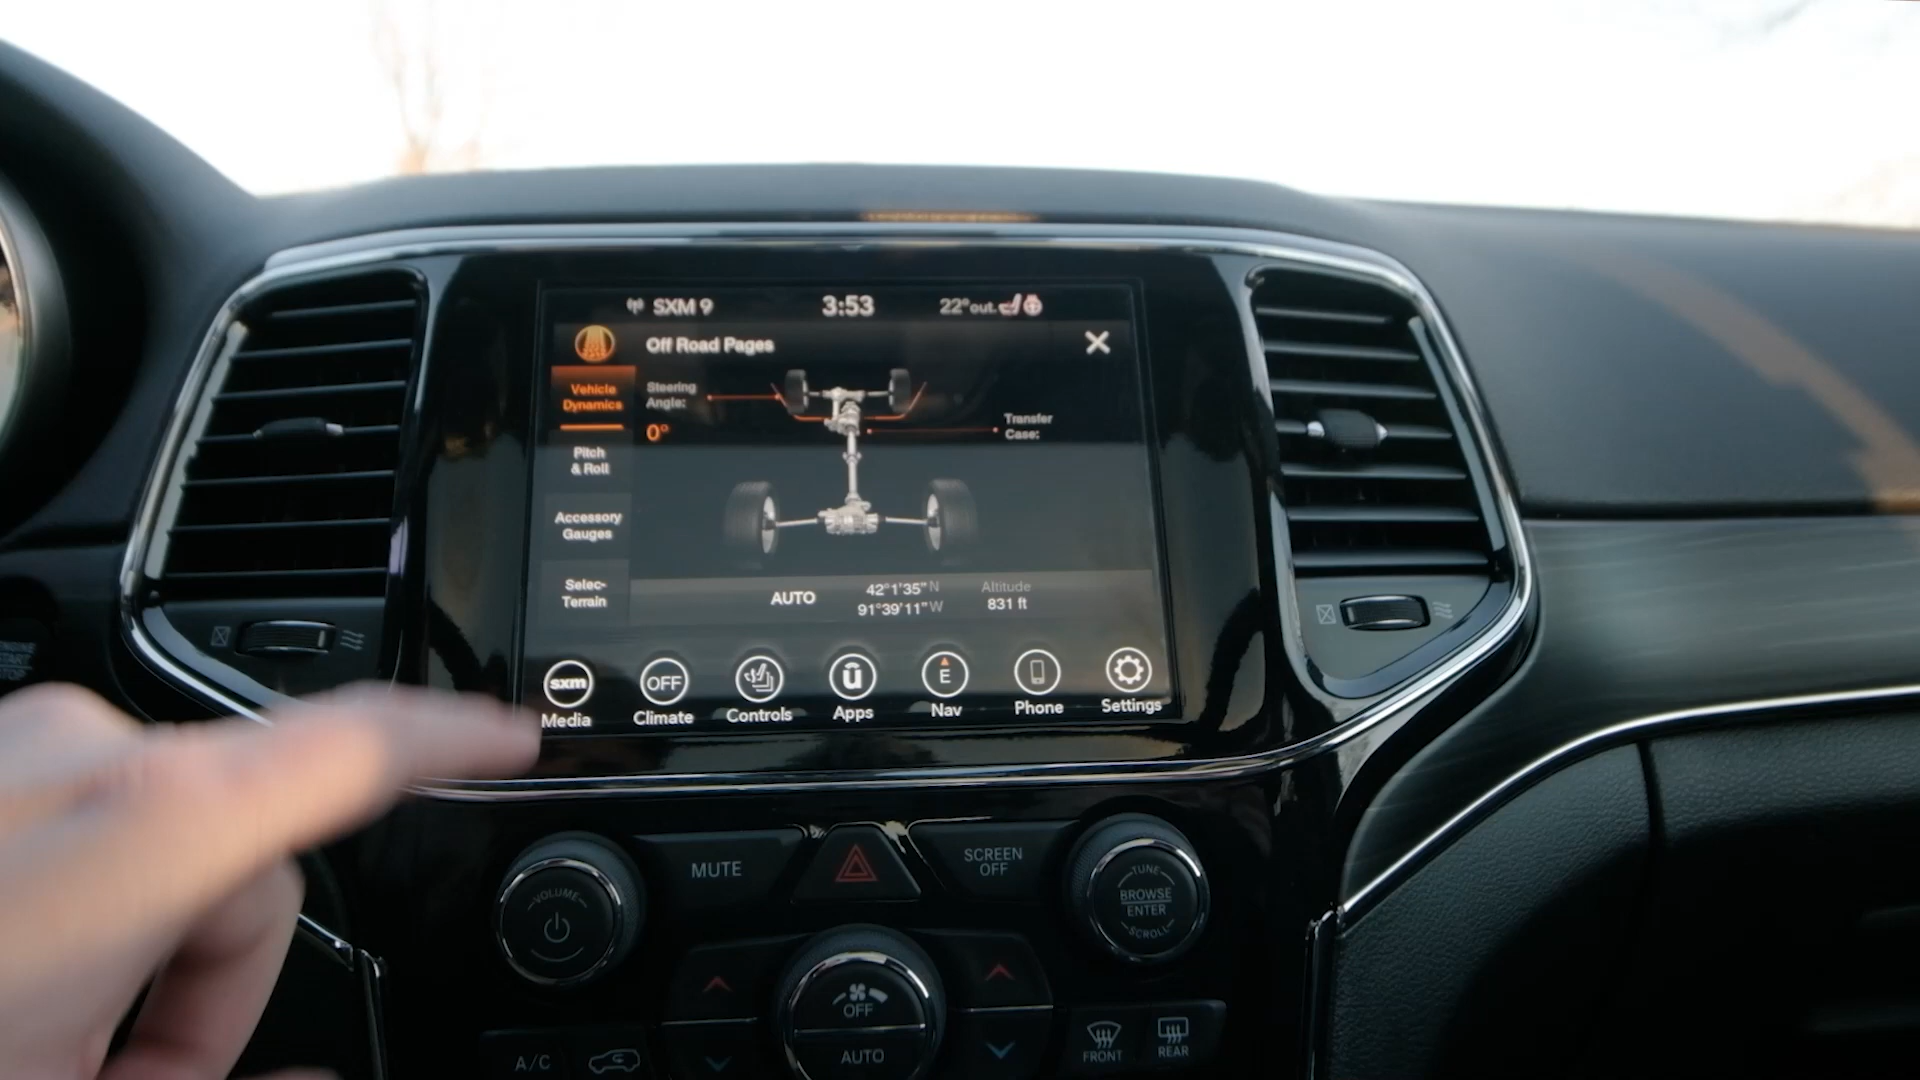 SXM 9
3:53
22° out
Off Road Pages
Vehicle
Dynamics
Steering
Angle:
0°
Transfer
Case:
Pitch
& Roll
Accessory
Gauges
Selec-
Terrain
AUTO
42°1'35" N
91°39'11" W
Altitude
831 ft
sxm
OFF
E
Media
Climate
Controls
Apps
Nav
Phone
Settings
VOLUME
MUTE
SCREEN
OFF
TUNE
BROWSE
ENTER
SCROLL
OFF
AUTO
A/C
FRONT
REAR